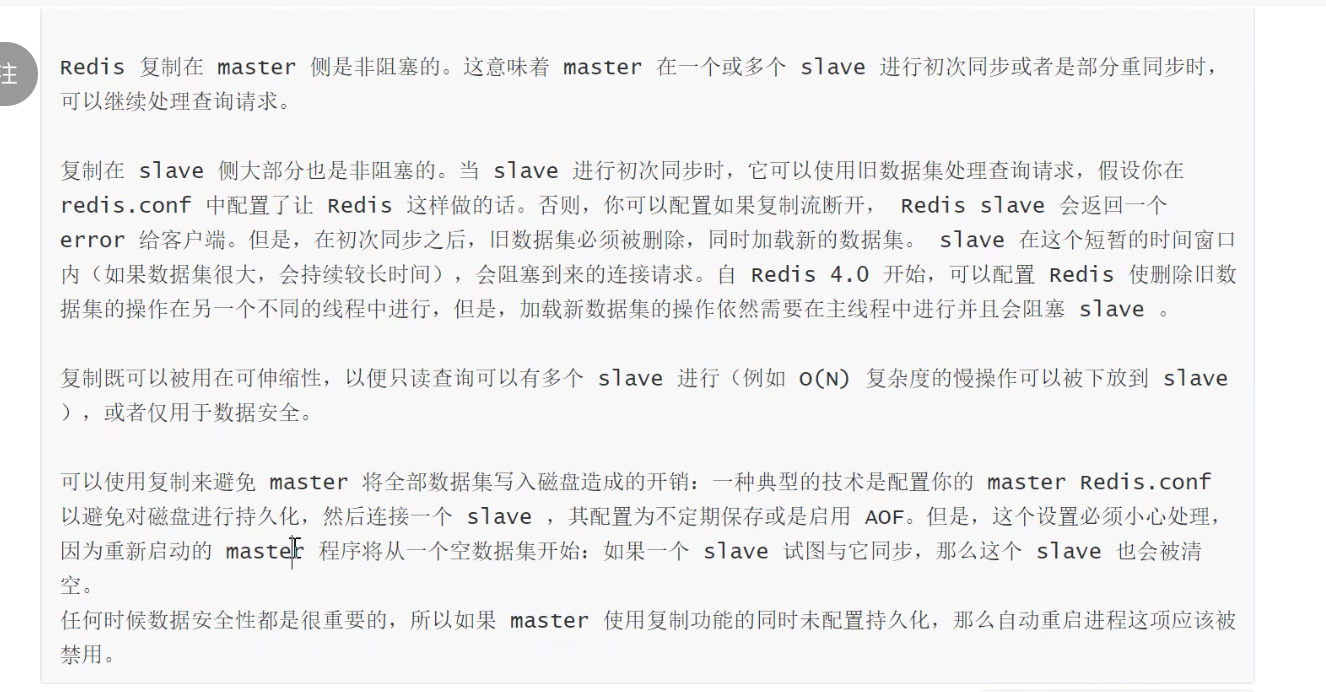 注
Redis 复制在 master 侧是非阻塞的。这意味着 master 在一个或多个 slave 进行初次同步或者是部分重同步时，
可以继续处理查询请求。
复制在 slave 侧大部分也是非阻塞的。当 slave 进行初次同步时，它可以使用旧数据集处理查询请求，假设你在
redis.conf 中配置了让 Redis 这样做的话。否则，你可以配置如果复制流断开， Redis slave 会返回一个
error 给客户端。但是，在初次同步之后，旧数据集必须被删除，同时加载新的数据集。 slave 在这个短暂的时间窗口
内（如果数据集很大，会持续较长时间），会阻塞到来的连接请求。自 Redis 4.0 开始，可以配置 Redis 使删除旧数
据集的操作在另一个不同的线程中进行，但是，加载新数据集的操作依然需要在主线程中进行并且会阻塞 slave 。
复制既可以被用在可伸缩性，以便只读查询可以有多个 slave 进行（例如 O(N) 复杂度的慢操作可以被下放到 slave
），或者仅用于数据安全。
可以使用复制来避免 master 将全部数据集写入磁盘造成的开销：一种典型的技术是配置你的 master Redis.conf
以避免对磁盘进行持久化，然后连接一个 slave ，其配置为不定期保存或是启用 AOF。但是，这个设置必须小心处理，
因为重新启动的 master 程序将从一个空数据集开始：如果一个 slave 试图与它同步，那么这个 slave 也会被清
空。
任何时候数据安全性都是很重要的，所以如果 master 使用复制功能的同时未配置持久化，那么自动重启进程这项应该被
禁用。